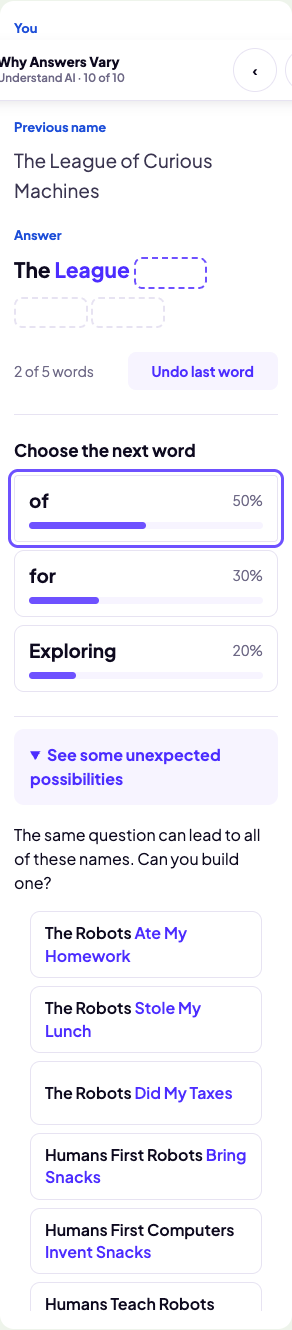 You
Why Answers Vary
Understand AI · 10 of 10
‹
Previous name
The League of Curious
Machines
Answer
The League
2 of 5 words
Undo last word
Choose the next word
of
50%
for
30%
Exploring
20%
▼ See some unexpected
possibilities
The same question can lead to all
of these names. Can you build
one?
The Robots Ate My
Homework
The Robots Stole My
Lunch
The Robots Did My Taxes
Humans First Robots Bring
Snacks
Humans First Computers
Invent Snacks
Humans Teach Robots